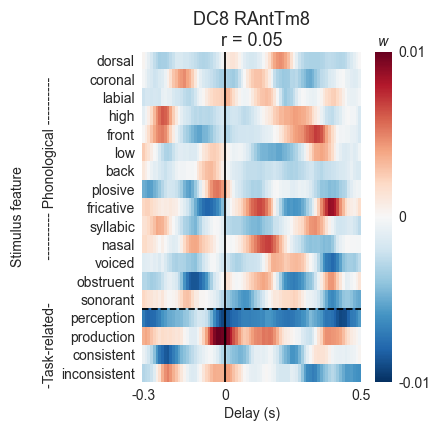 DC8 RAntTm8
r = 0.05
w
dorsal
coronal
labial
high
front
low
back
plosive
fricative
syllabic
nasal
voiced
obstruent
sonorant
perception
production
consistent
inconsistent
Stimulus feature
-Task-related- ------- Phonological ----------
0.01
0
-0.01
-0.3 0 0.5
Delay (s)